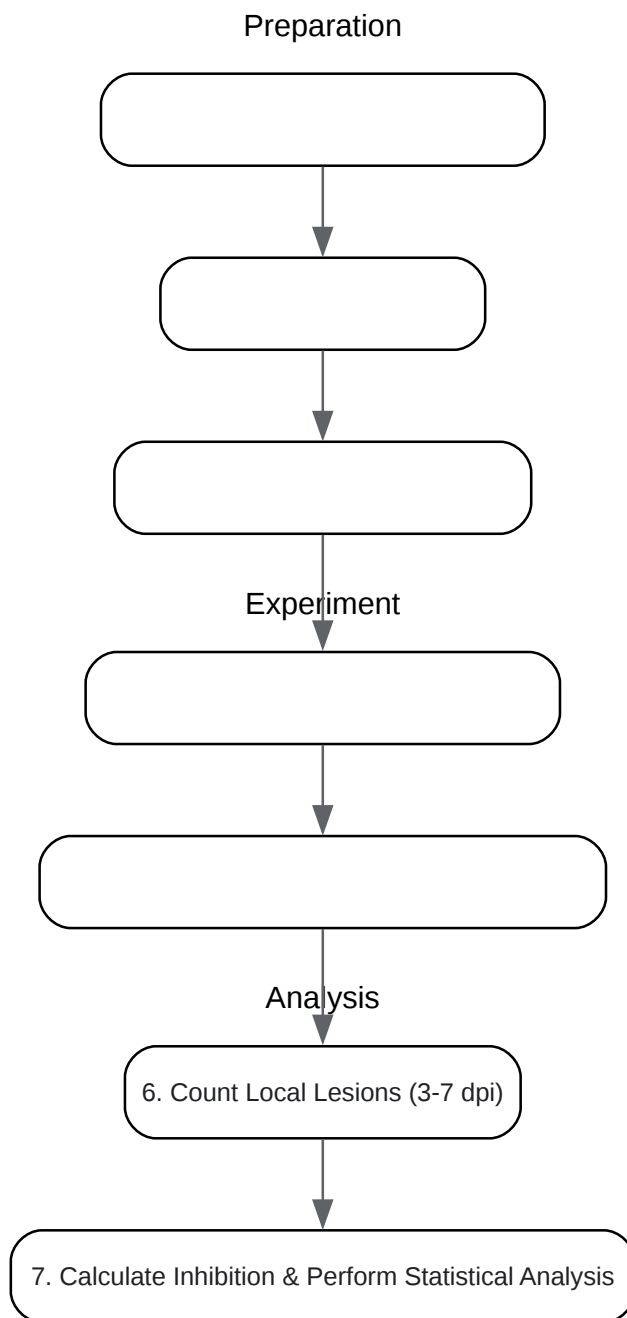 Preparation
Experiment
Analysis
6. Count Local Lesions (3-7 dpi)
7. Calculate Inhibition & Perform Statistical Analysis